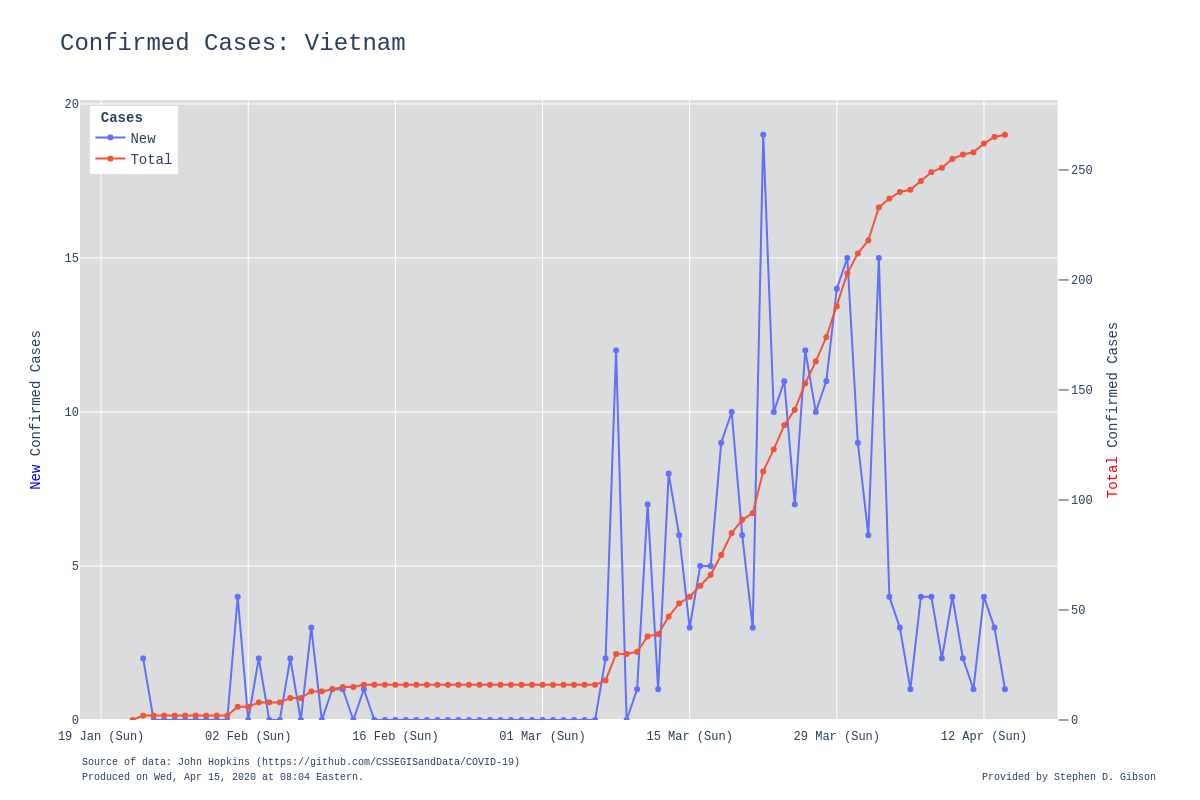 Confirmed Cases: Vietnam
Cases
New
Total
20
15
10
5
0
250
200
150
100
50
0
New Confirmed Cases
Total Confirmed Cases
19 Jan (Sun) 02 Feb (Sun) 16 Feb (Sun) 01 Mar (Sun) 15 Mar (Sun) 29 Mar (Sun) 12 Apr (Sun)
Source of data: John Hopkins (https://github.com/CSSEGISandData/COVID-19)
Produced on Wed, Apr 15, 2020 at 08:04 Eastern.
Provided by Stephen D. Gibson